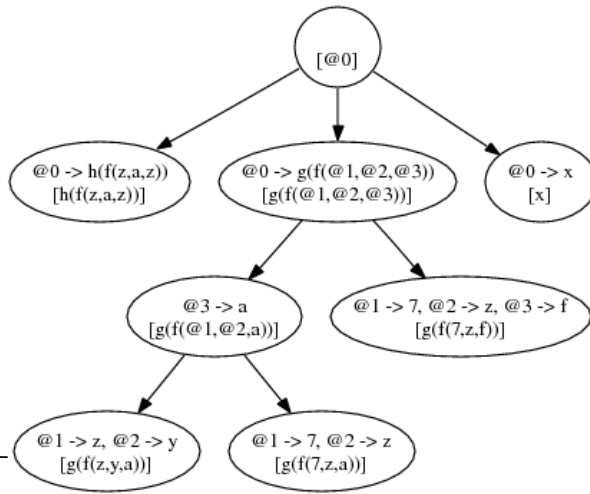 [@0]
@0 -> h(f(z,a,z))
[h(f(z,a,z))]
@0 -> g(f(@1,@2,@3))
[g(f(@1,@2,@3))]
@0 -> x
[x]
@3 -> a
[g(f(@1,@2,a))]
@1 -> 7, @2 -> z, @3 -> f
[g(f(7,z,f))]
@1 -> z, @2 -> y
[g(f(z,y,a))]
@1 -> 7, @2 -> z
[g(f(7,z,a))]